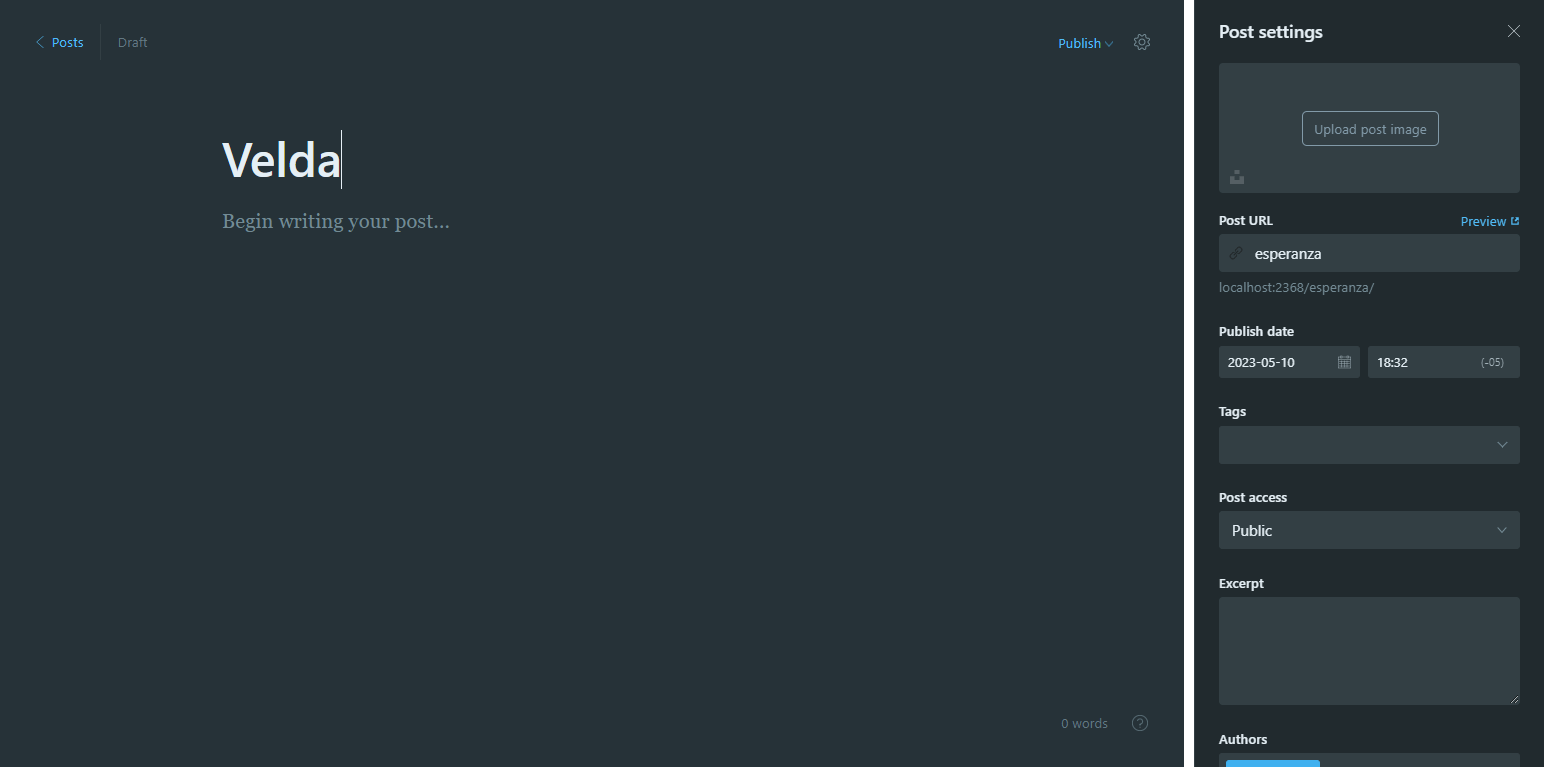 Posts
Draft
Publish
Velda
Begin writing your post...
0 words
?
Post settings
Upload post image
Post URL
Preview
esperanza
localhost:2368/esperanza/
Publish date
2023-05-10
18:32
(-05)
Tags
Post access
Public
Excerpt
Authors